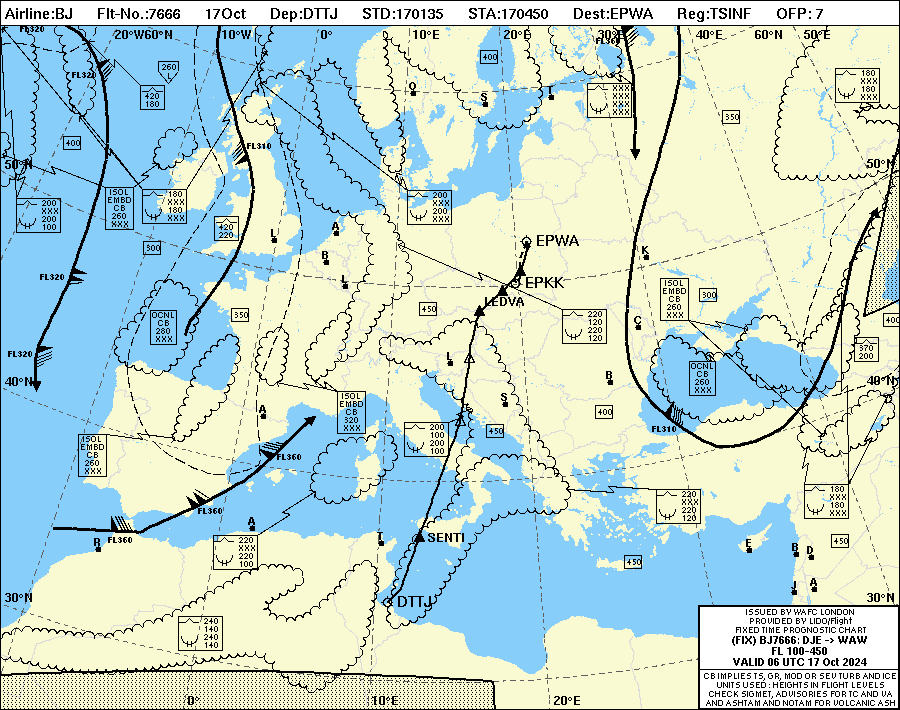 Airline:BJ Flt-No.:7666 17Oct Dep:DTTJ STD:170135 STA:170450 Dest:EPWA Reg:TSINF OFP: 7
FL320 20°W60°N 10°W 0° 10°E 20°E 30°E 40°E 60°N 50°E
FL360
FL320
260
400
420
180
180
XXX
XXX
XXX
XXX
XXX
XXX
O
S
T
350
400
FL310
50°N
50°N
ISOL
EMBD
CB
260
XXX
180
XXX
180
XXX
200
XXX
200
100
200
XXX
200
XXX
420
220
L
A
B
L
300
EPWA
K
FL320
EPKK
LEDVA
ISOL
EMBD
CB
260
XXX
300
OCNL
CB
280
XXX
350
450
220
120
220
120
C
400
FL320
370
200
L
OCNL
CB
260
XXX
40°N
40°N
B
ISOL
EMBD
CB
320
XXX
A
S
400
FL310
200
100
200
100
450
ISOL
EMBD
CB
260
XXX
FL360
FL360
180
XXX
180
XXX
220
XXX
220
120
FL360
R
A
220
XXX
220
100
T
SENTI
450
E
B
D
450
J
A
30°N
DTTJ
30°N
240
140
240
140
ISSUED BY WAFC LONDON
PROVIDED BY LIDO/Flight
FIXED TIME PROGNOSTIC CHART
(FIX) BJ7666: DJE -> WAW
FL 100-450
VALID 06 UTC 17 Oct 2024
CB IMPLIES TS, GR, MOD OR SEV TURB AND ICE
UNITS USED: HEIGHTS IN FLIGHT LEVELS
CHECK SIGMET, ADVISORIES FOR TC AND VA
AND ASHTAM AND NOTAM FOR VOLCANIC ASH
0° 10°E 20°E